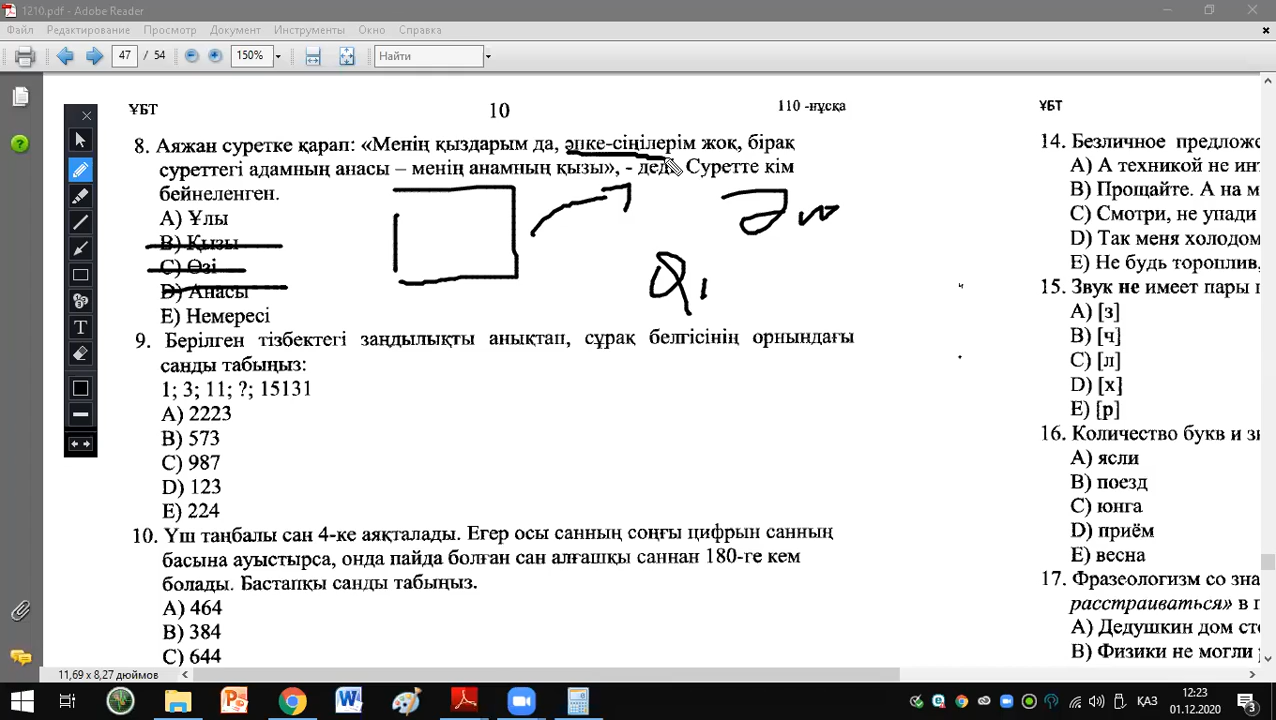 1210.pdf - Adobe Reader
Файл Редактирование Просмотр Документ Инструменты Окно Справка
47 / 54 150% Найти
ҰБТ 10 110 -нұсқа
8. Аяжан суретке қарап: «Менің қыздарым да, әпке-сіңілерім жоқ, бірақ
суреттегі адамның анасы – менің анамның қызы», - деді. Суретте кім
бейнеленген.
A) Ұлы
B) Қызы
C) Өзі
D) Анасы
E) Немересі
9. Берілген тізбектегі заңдылықты анықтап, сұрақ белгісінің орнындағы
санды табыңыз:
1; 3; 11; ?; 15131
A) 2223
B) 573
C) 987
D) 123
E) 224
10. Үш таңбалы сан 4-ке аяқталады. Егер осы санның соңғы цифрын санның
басына ауыстырса, онда пайда болған сан алғашқы саннан 180-ге кем
болады. Бастапқы санды табыңыз.
A) 464
B) 384
C) 644
ҰБТ
14. Безличное предлож
A) А техникой не ин
B) Прощайте. А на м
C) Смотри, не упади
D) Так меня холодом
E) Не будь тороплив,
15. Звук не имеет пары п
A) [з]
B) [ч]
C) [л]
D) [х]
E) [р]
16. Количество букв и зв
A) ясли
B) поезд
C) юнга
D) приём
E) весна
17. Фразеологизм со зна
расстраиваться» в п
A) Дедушкин дом сто
B) Физики не могли р
11,69 x 8,27 дюймов
ҚАЗ
12:23
01.12.2020
3